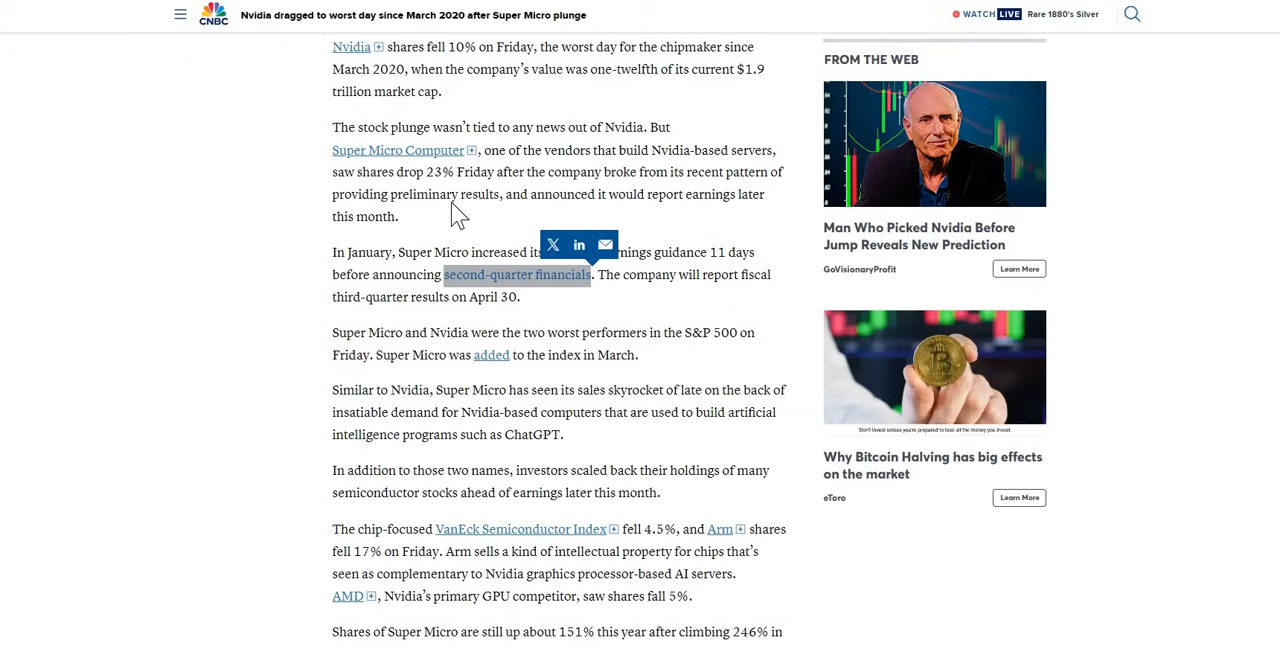 CNBC
Nvidia dragged to worst day since March 2020 after Super Micro plunge
WATCH LIVE Rare 1880's Silver
Nvidia shares fell 10% on Friday, the worst day for the chipmaker since
March 2020, when the company's value was one-twelfth of its current $1.9
trillion market cap.
The stock plunge wasn't tied to any news out of Nvidia. But
Super Micro Computer, one of the vendors that build Nvidia-based servers,
saw shares drop 23% Friday after the company broke from its recent pattern of
providing preliminary results, and announced it would report earnings later
this month.
In January, Super Micro increased its nings guidance 11 days
before announcing second-quarter financials. The company will report fiscal
third-quarter results on April 30.
Super Micro and Nvidia were the two worst performers in the S&P 500 on
Friday. Super Micro was added to the index in March.
Similar to Nvidia, Super Micro has seen its sales skyrocket of late on the back of
insatiable demand for Nvidia-based computers that are used to build artificial
intelligence programs such as ChatGPT.
In addition to those two names, investors scaled back their holdings of many
semiconductor stocks ahead of earnings later this month.
The chip-focused VanEck Semiconductor Index fell 4.5%, and Arm shares
fell 17% on Friday. Arm sells a kind of intellectual property for chips that's
seen as complementary to Nvidia graphics processor-based AI servers.
AMD, Nvidia's primary GPU competitor, saw shares fall 5%.
Shares of Super Micro are still up about 151% this year after climbing 246% in
FROM THE WEB
Man Who Picked Nvidia Before
Jump Reveals New Prediction
GoVisionaryProfit
Learn More
Don't invest unless you're prepared to lose all the money you invest.
Why Bitcoin Halving has big effects
on the market
eToro
Learn More